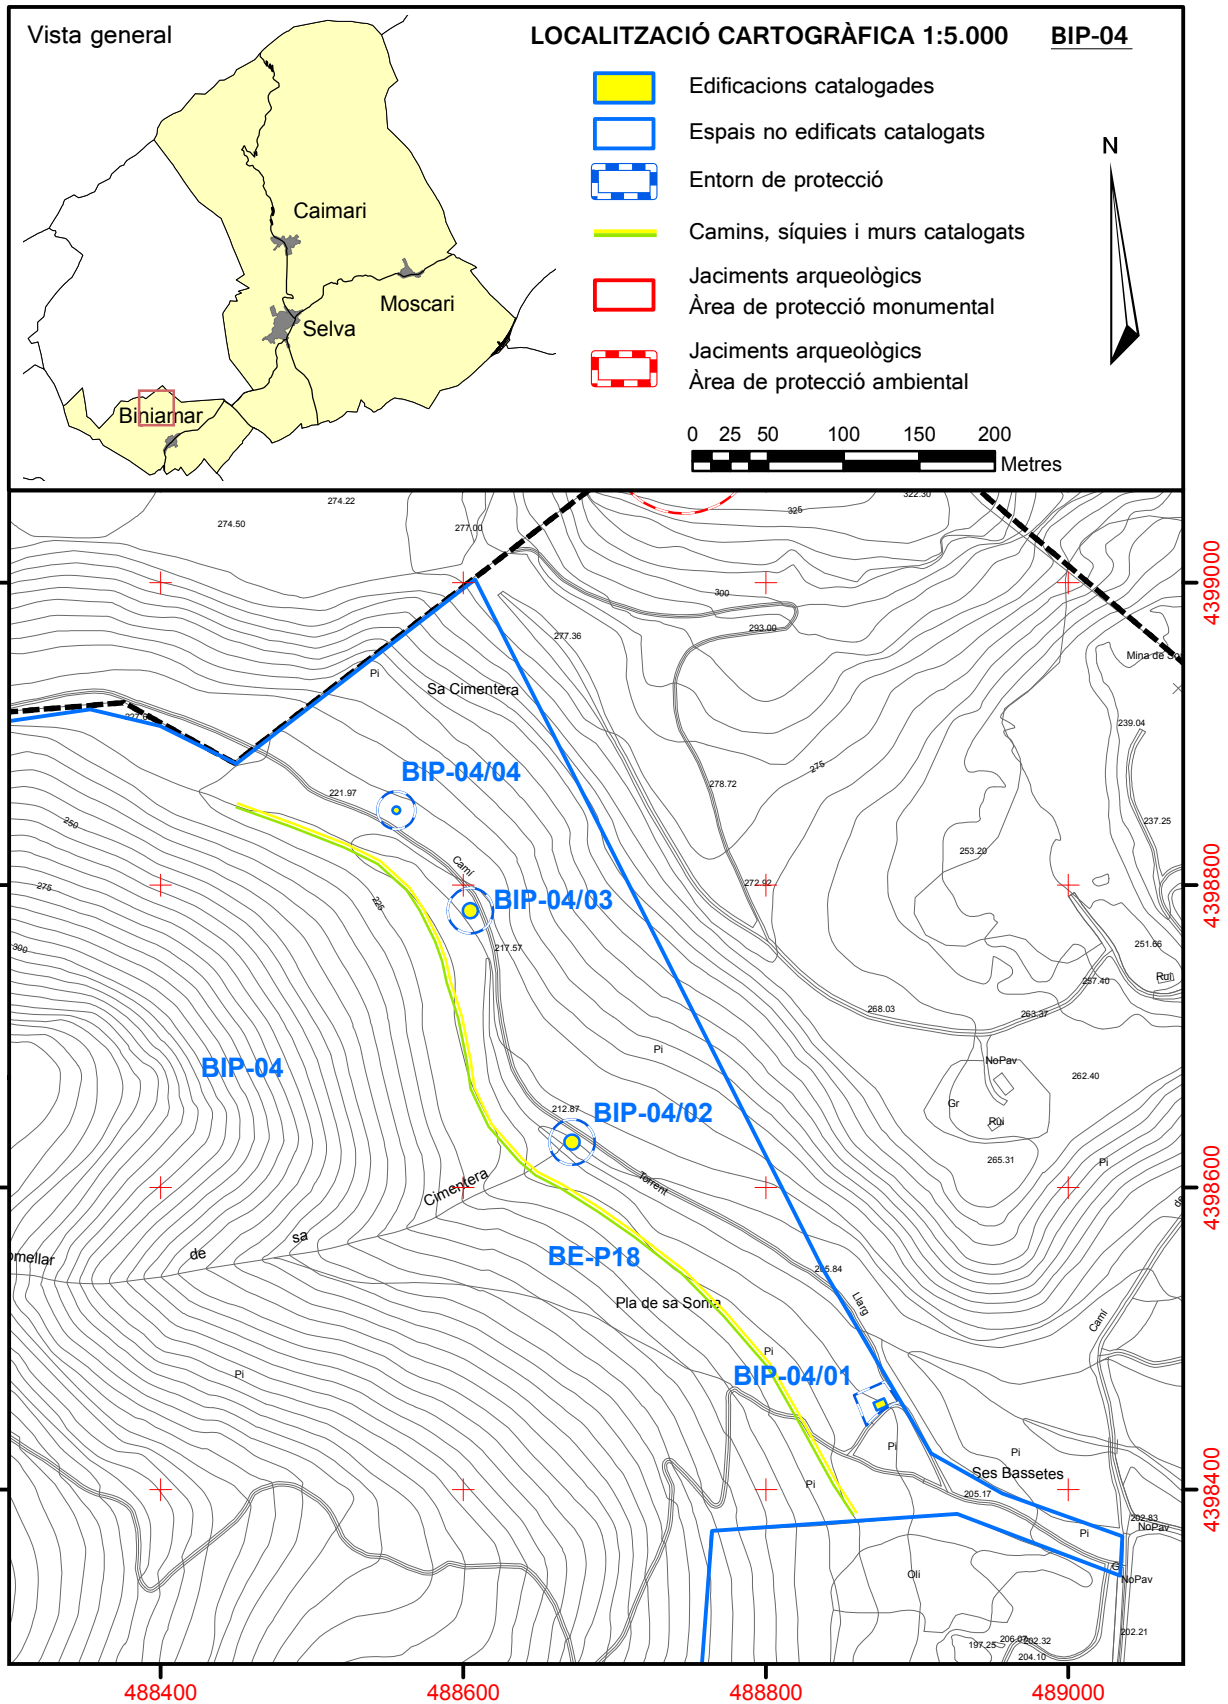 Vista general
LOCALITZACIÓ CARTOGRÀFICA 1:5.000 BIP-04
Edificacions catalogades
Espais no edificats catalogats
Entorn de protecció
Camins, síquies i murs catalogats
Jaciments arqueològics
Àrea de protecció monumental
Jaciments arqueològics
Àrea de protecció ambiental
N
0 25 50 100 150 200
Metres
Caimari
Moscari
Selva
Biniamar
274.22
322.30
274.50
277.00
325
4399000
300
293.00
277.36
Mina de
Pi
Sa Cimentera
239.04
BIP-04/04
275
278.72
221.97
237.25
250
253.20
Camí
272.92
4398800
275
BIP-04/03
225
300
217.57
251.66
Rui
257.40
268.03
263.37
Pi
NoPav
BIP-04
262.40
Gr
212.87
BIP-04/02
Rui
265.31
Pi
Torrent
Cimentera
4398600
sa
de
BE-P18
205.84
Llarg
Pla de sa Sonia
Camí
Pi
Pi
BIP-04/01
Pi
Pi
Ses Bassetes
Pi
205.17
4398400
202.83
NoPav
Pi
G
Oli
NoPav
202.21
197.25
202.32
204.10
488400
488600
488800
489000